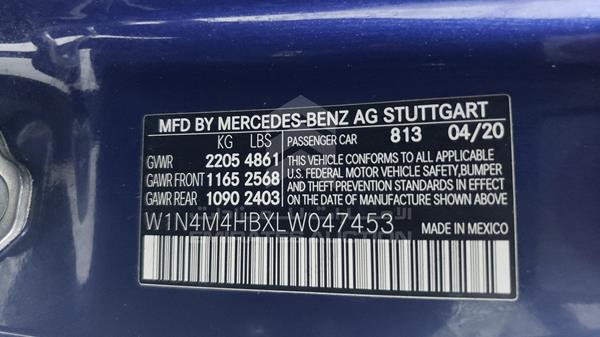 MFD BY MERCEDES-BENZ AG STUTTGART
KG LBS
PASSENGER CAR 813 04/20
GVWR 2205 4861
GAWR FRONT 1165 2568
GAWR REAR 1090 2403
THIS VEHICLE CONFORMS TO ALL APPLICABLE
U.S. FEDERAL MOTOR VEHICLE SAFETY,BUMPER
AND THEFT PREVENTION STANDARDS IN EFFECT
ON THE DATE OF MANUFACTURE SHOWN ABOVE.
W1N4M4HBXLW047453
MADE IN MEXICO